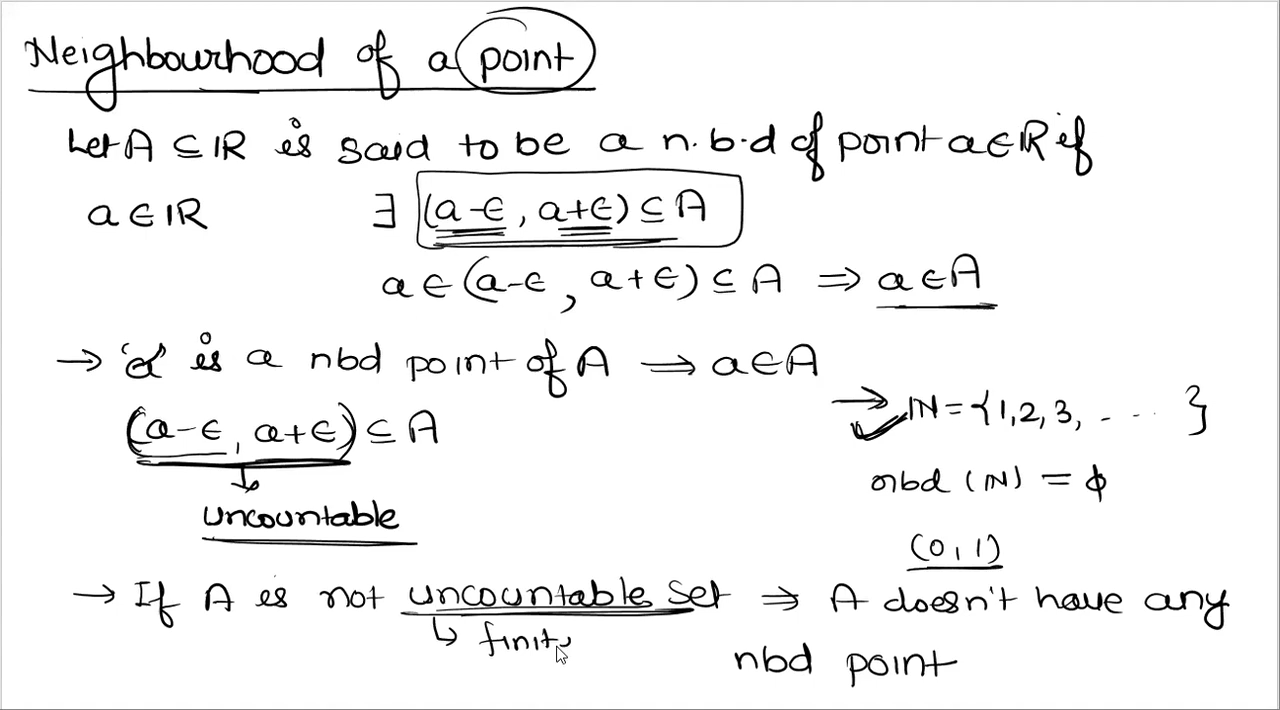 Neighbourhood of a point
Let A ⊆ IR is said to be a n.b.d of point a∈IR if
a∈IR ∃ (a-∈, a+∈) ⊆ A
a∈(a-∈, a+∈) ⊆ A ⇒ a∈A
→ 'a' is a nbd point of A ⇒ a∈A
(a-∈, a+∈) ⊆ A
→ IN = {1,2,3, ..... }
nbd (IN) = ϕ
uncountable
(0,1)
→ If A is not uncountable set ⇒ A doesn't have any
nbd point
↳ finite